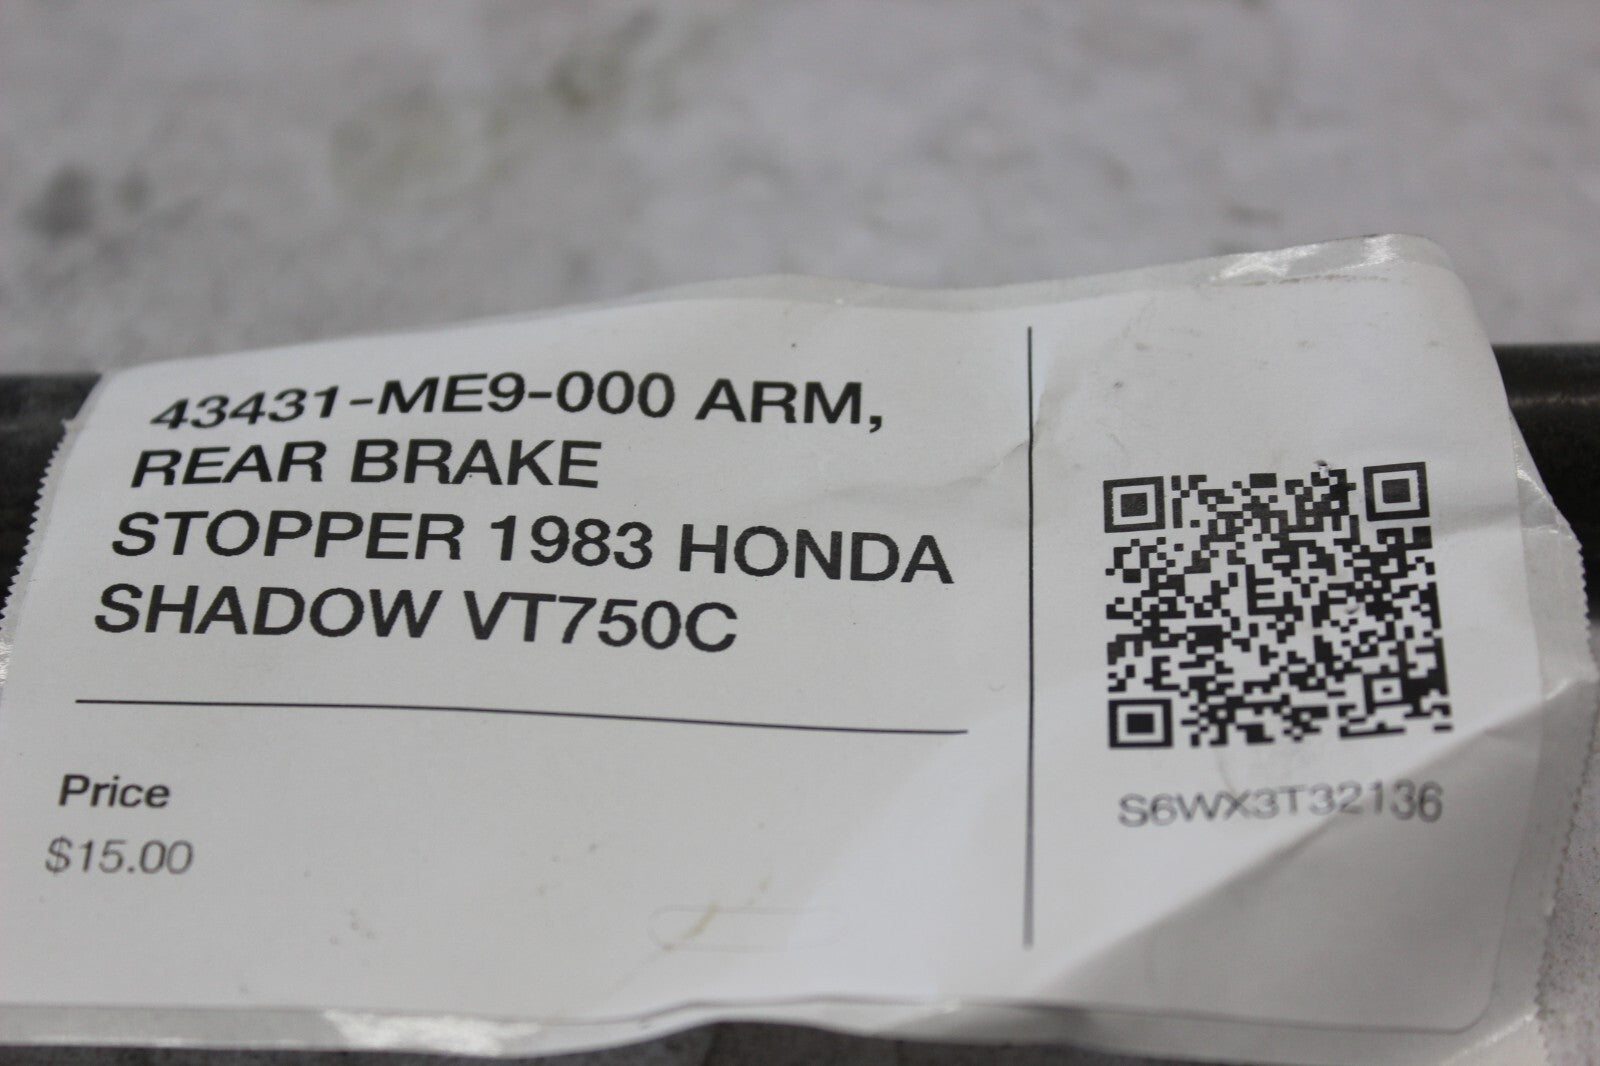 43431-ME9-000 ARM,
REAR BRAKE
STOPPER 1983 HONDA
SHADOW VT750C
Price
$15.00
S6WX3T32136